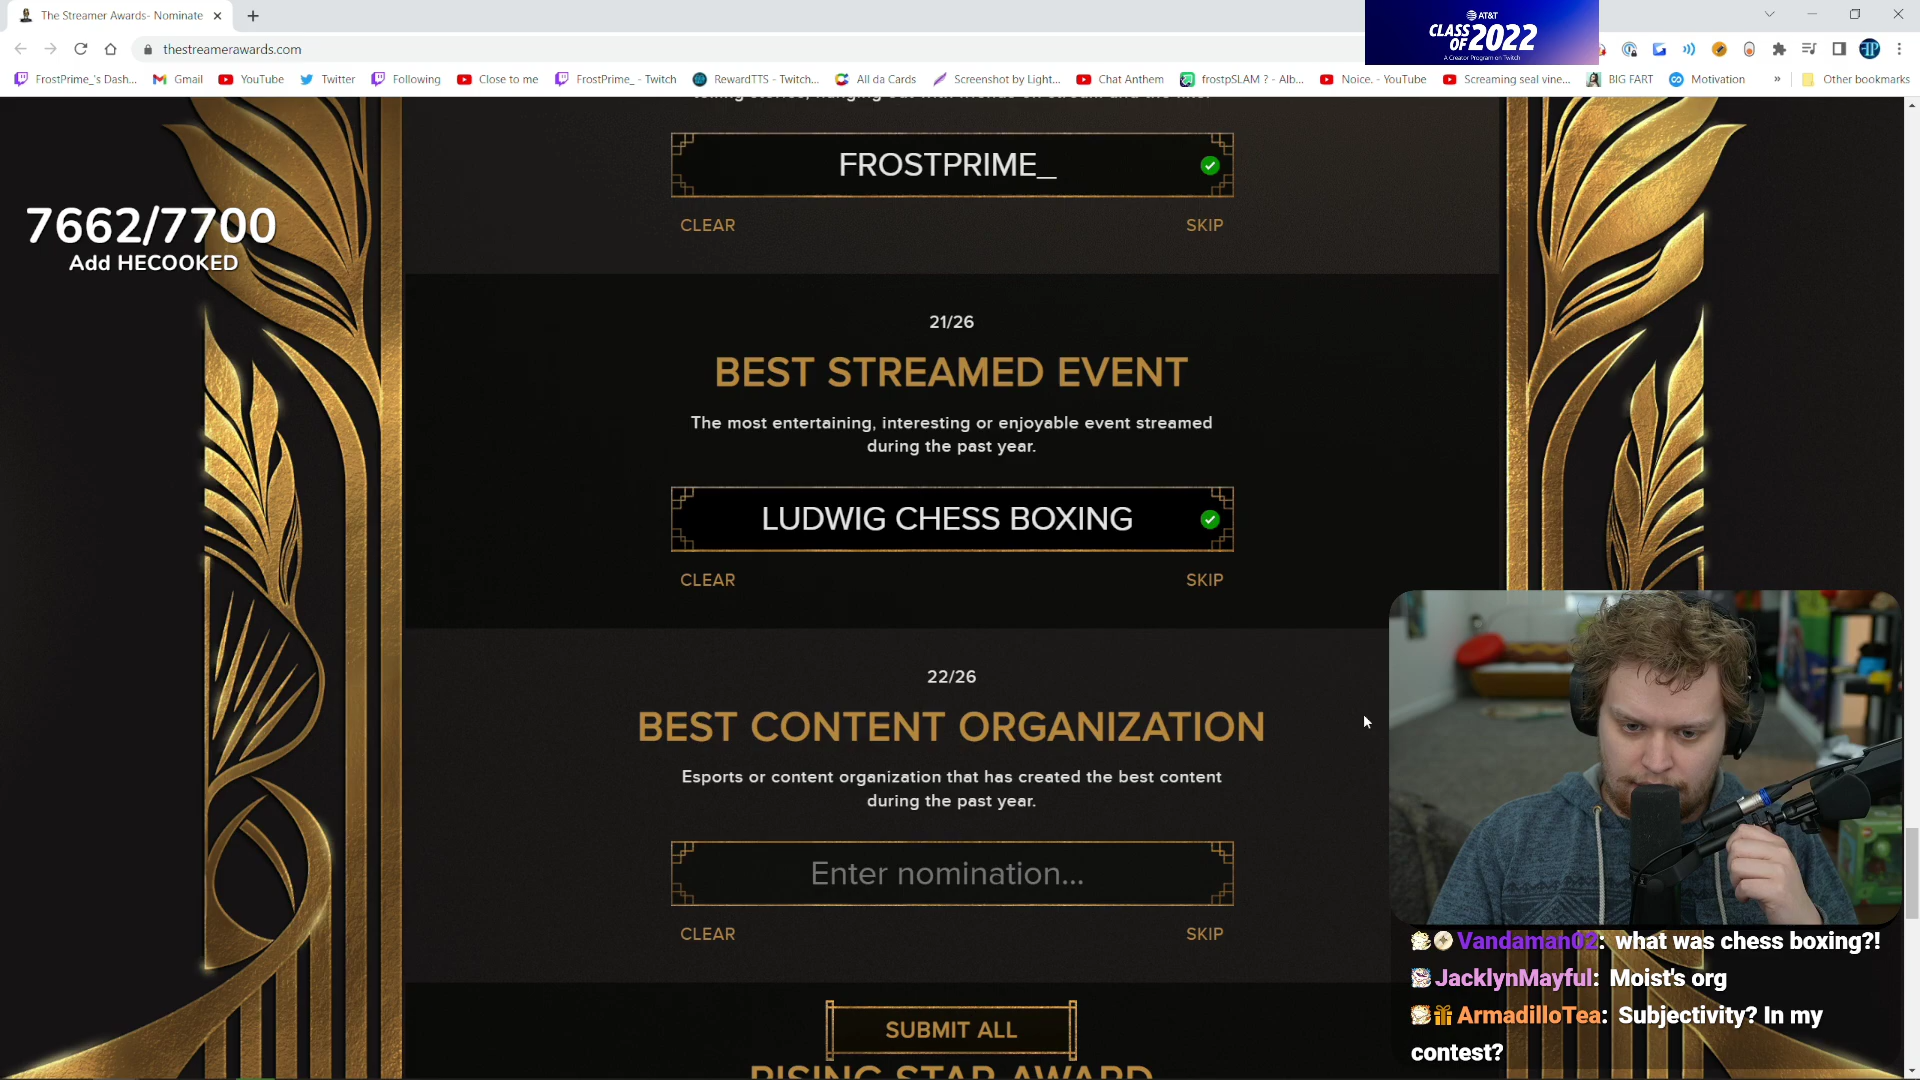 The Streamer Awards- Nominate
AT&T
CLASS
OF 2022
A Creator Program on Twitch
thestreamerawards.com
FrostPrime_'s Dash...
Gmail
YouTube
Twitter
Following
Close to me
FrostPrime_ - Twitch
RewardTTS - Twitch...
All da Cards
Screenshot by Light...
Chat Anthem
frostpSLAM ? - Alb...
Noice. - YouTube
Screaming seal vine...
BIG FART
Motivation
»
Other bookmarks
FROSTPRIME_
CLEAR
SKIP
7662/7700
Add HECOOKED
21/26
BEST STREAMED EVENT
The most entertaining, interesting or enjoyable event streamed
during the past year.
LUDWIG CHESS BOXING
CLEAR
SKIP
22/26
BEST CONTENT ORGANIZATION
Esports or content organization that has created the best content
during the past year.
Enter nomination...
CLEAR
SKIP
SUBMIT ALL
RISING STAR AWARD
Vandaman02: what was chess boxing?!
JacklynMayful: Moist's org
ArmadilloTea: Subjectivity? In my
contest?